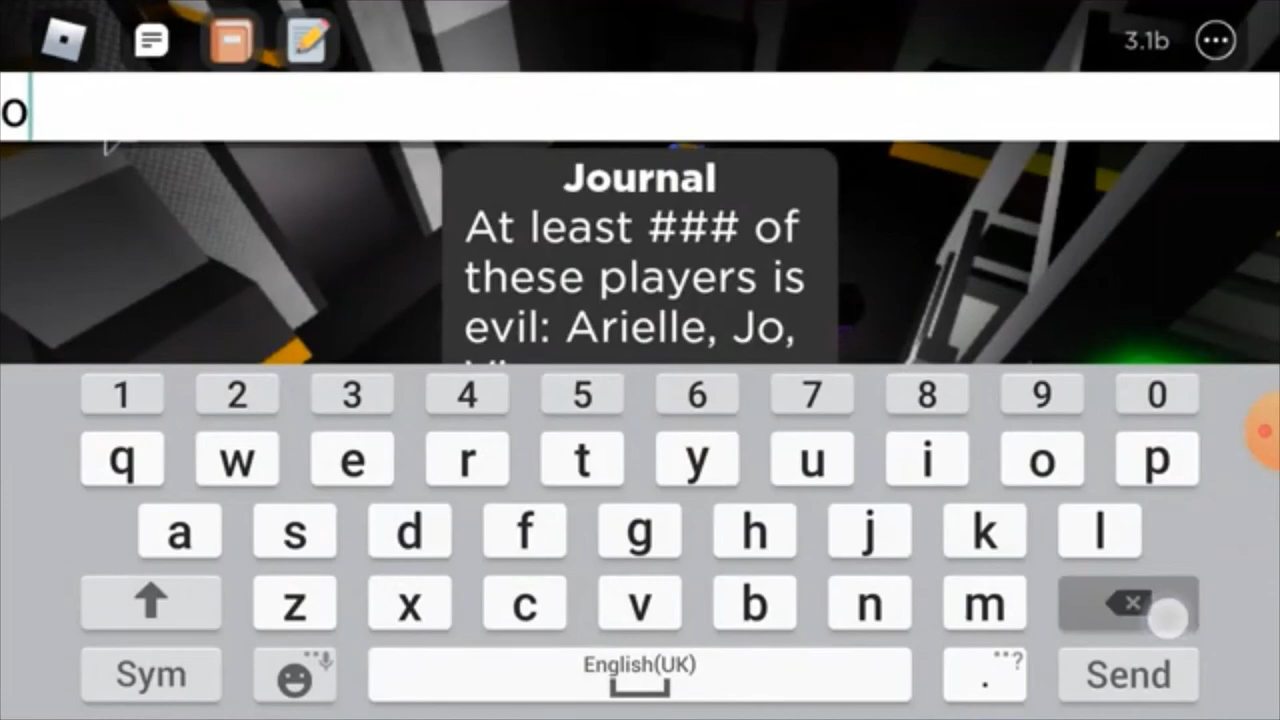 3.1b
o
Journal
At least ### of
these players is
evil: Arielle, Jo,
1 2 3 4 5 6 7 8 9 0
q w e r t y u i o p
a s d f g h j k l
z x c v b n m
Sym English(UK) . ? Send